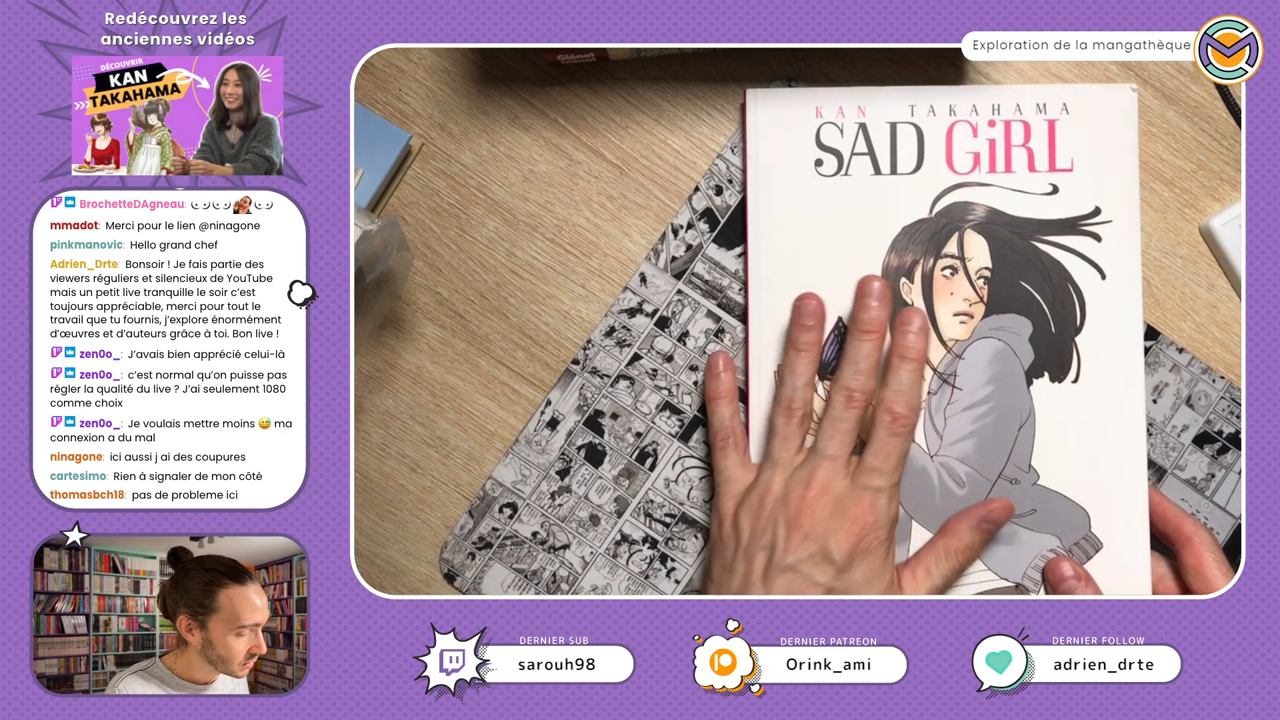 Redécouvrez les
anciennes vidéos
DÉCOUVRIR
KAN
TAKAHAMA
BrochetteDAgneau:
mmadot: Merci pour le lien @ninagone
pinkmanovic: Hello grand chef
Adrien_Drte: Bonsoir ! Je fais partie des
viewers réguliers et silencieux de YouTube
mais un petit live tranquille le soir c’est
toujours appréciable, merci pour tout le
travail que tu fournis, j’explore énormément
d’œuvres et d’auteurs grâce à toi. Bon live !
zen0o_: J’avais bien apprécié celui-là
zen0o_: c’est normal qu’on puisse pas
régler la qualité du live ? J’ai seulement 1080
comme choix
zen0o_: Je voulais mettre moins 😅 ma
connexion a du mal
ninagone: ici aussi j ai des coupures
cartesimo: Rien à signaler de mon côté
thomasbch18: pas de probleme ici
Exploration de la mangathèque
Glénat
KAN TAKAHAMA
SAD GiRL
DERNIER SUB
sarouh98
DERNIER PATREON
Orink_ami
DERNIER FOLLOW
adrien_drte